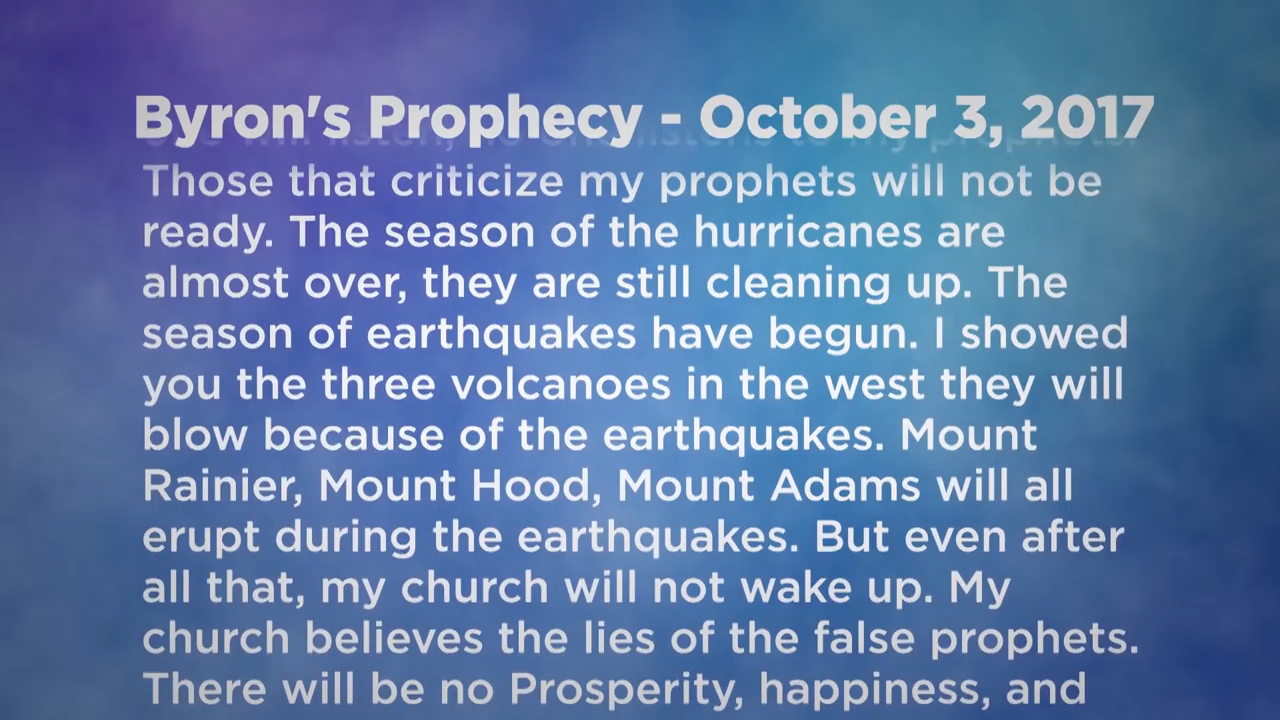 Byron's Prophecy - October 3, 2017
Those that criticize my prophets will not be
ready. The season of the hurricanes are
almost over, they are still cleaning up. The
season of earthquakes have begun. I showed
you the three volcanoes in the west they will
blow because of the earthquakes. Mount
Rainier, Mount Hood, Mount Adams will all
erupt during the earthquakes. But even after
all that, my church will not wake up. My
church believes the lies of the false prophets.
There will be no Prosperity, happiness, and